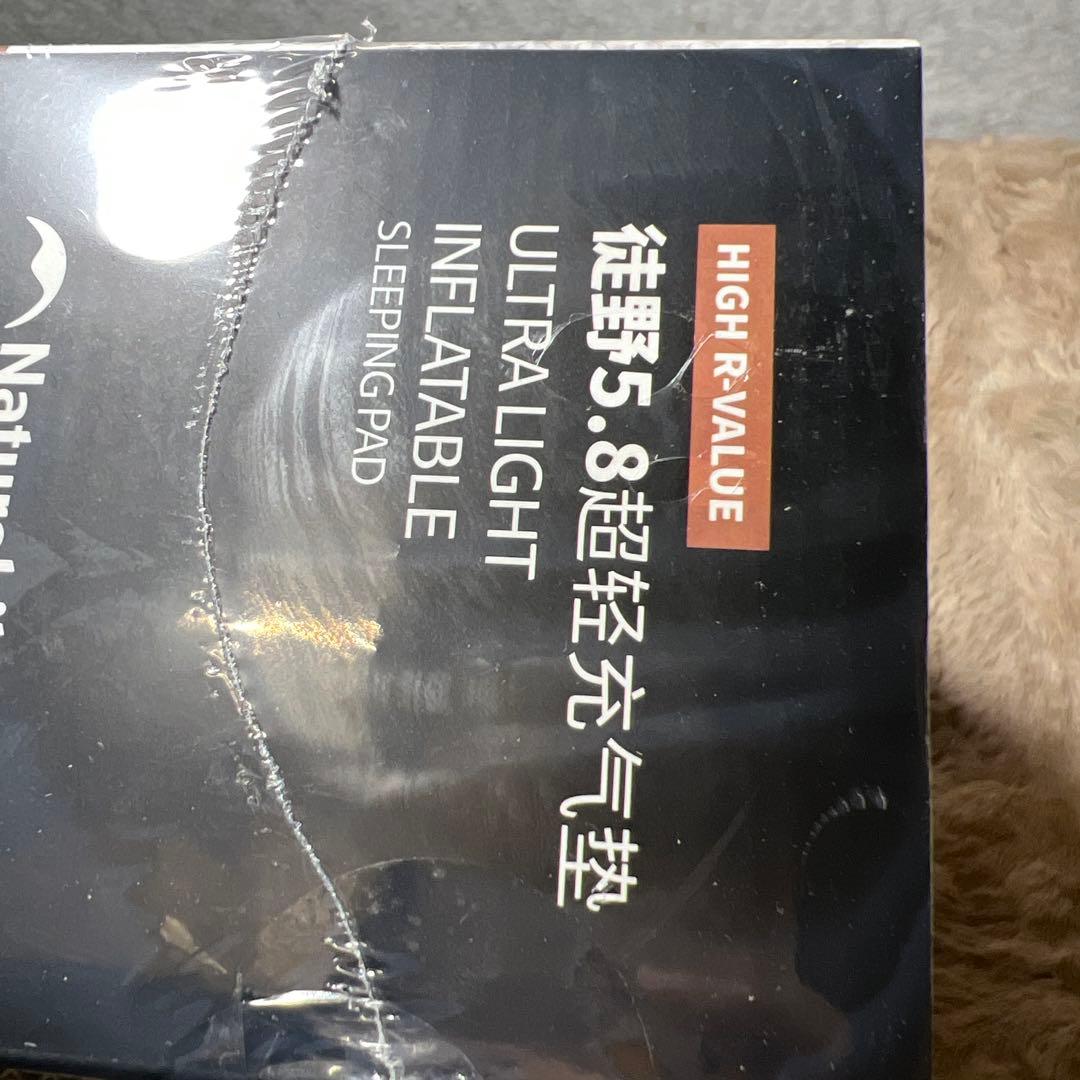 HIGH R-VALUE
徒野5.8超轻充气垫
ULTRA LIGHT
INFLATABLE
SLEEPING PAD